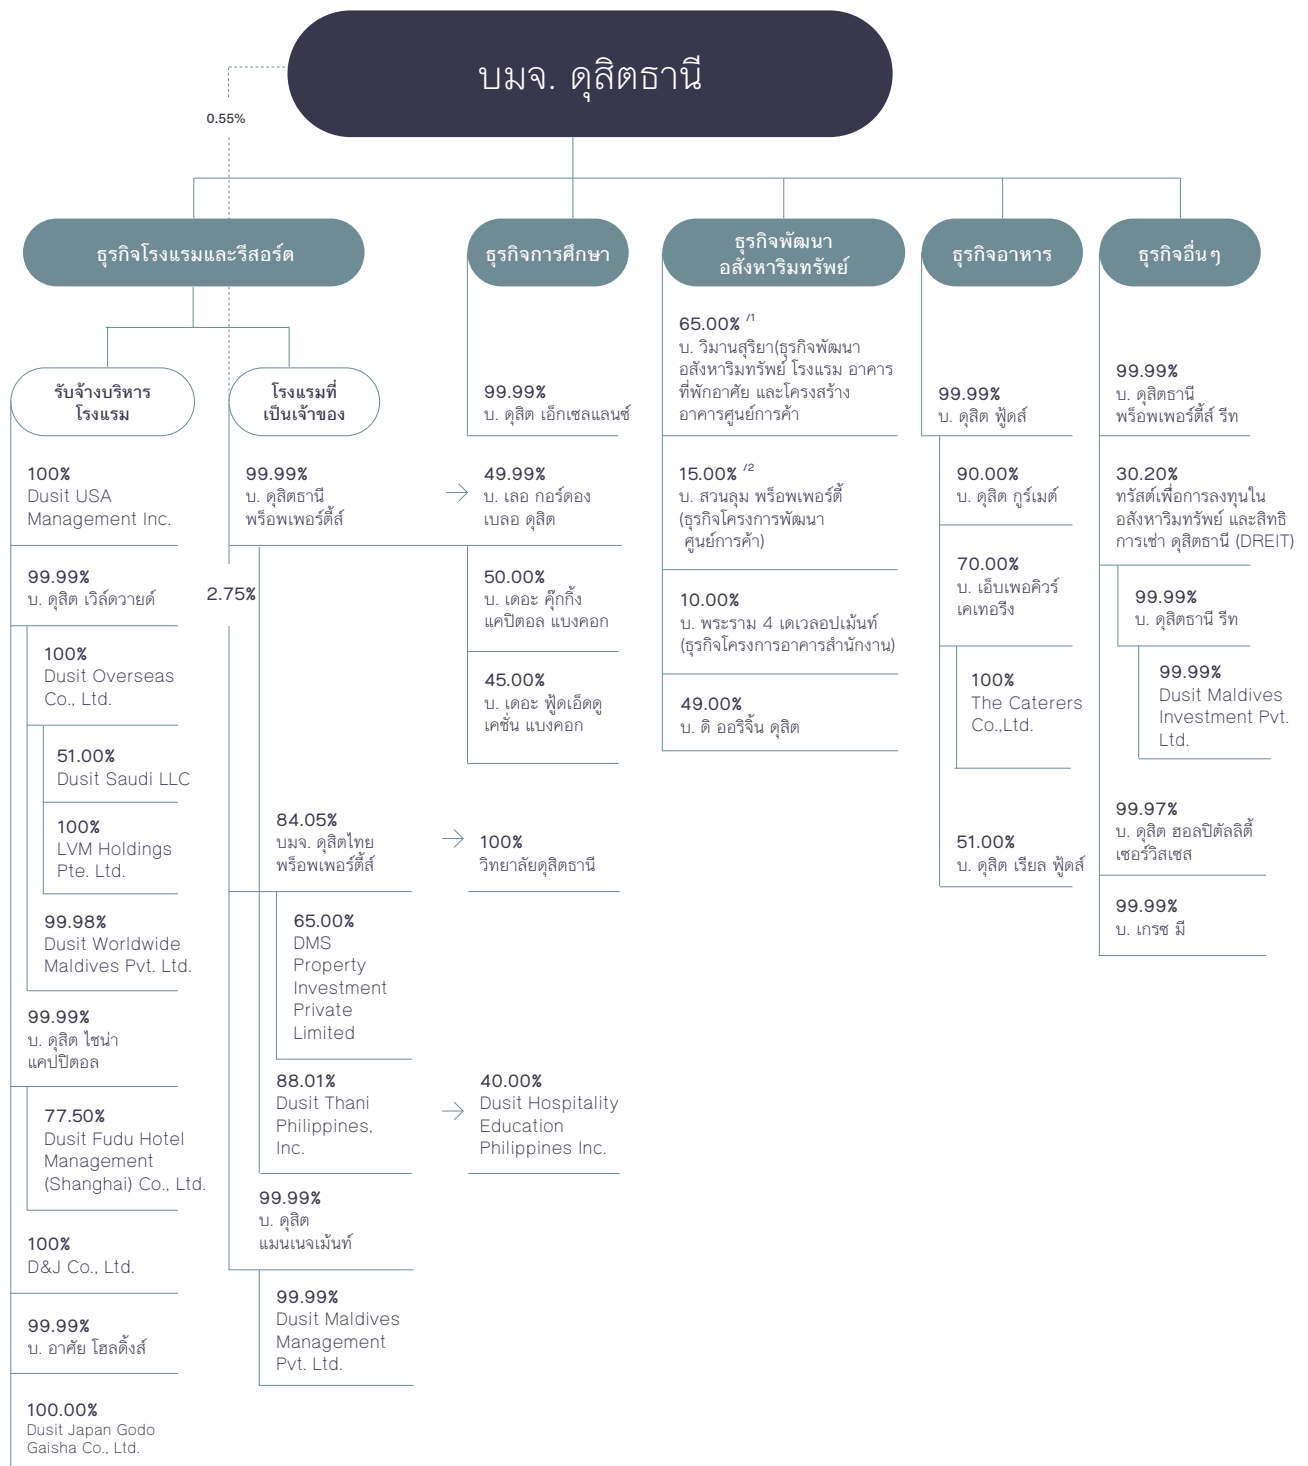 บมจ. ดุสิตธานี
0.55%
ธุรกิจโรงแรมและรีสอร์ต
รับจ้างบริหาร
โรงแรม
100%
Dusit USA
Management Inc.
99.99%
บ. ดุสิต เวิล์ดวายด์
100%
Dusit Overseas
Co., Ltd.
51.00%
Dusit Saudi LLC
100%
LVM Holdings
Pte. Ltd.
99.98%
Dusit Worldwide
Maldives Pvt. Ltd.
99.99%
บ. ดุสิต ไชน่า
แคปปิตอล
77.50%
Dusit Fudu Hotel
Management
(Shanghai) Co., Ltd.
100%
D&J Co., Ltd.
99.99%
บ. อาศัย โฮลดิ้งส์
100.00%
Dusit Japan Godo
Gaisha Co., Ltd.
โรงแรมที่
เป็นเจ้าของ
99.99%
บ. ดุสิตธานี
พร็อพเพอร์ตี้ส์
2.75%
84.05%
บมจ. ดุสิตไทย
พร็อพเพอร์ตี้ส์
65.00%
DMS
Property
Investment
Private
Limited
88.01%
Dusit Thani
Philippines,
Inc.
99.99%
บ. ดุสิต
แมนเนจเม้นท์
99.99%
Dusit Maldives
Management
Pvt. Ltd.
ธุรกิจการศึกษา
99.99%
บ. ดุสิต เอ็กเซลแลนซ์
49.99%
บ. เลอ กอร์ดอง
เบลอ ดุสิต
50.00%
บ. เดอะ คุ๊กกิ้ง
แคปิตอล แบงคอก
45.00%
บ. เดอะ ฟู้ดเอ็ดดู
เคชั่น แบงคอก
100%
วิทยาลัยดุสิตธานี
40.00%
Dusit Hospitality
Education
Philippines Inc.
ธุรกิจพัฒนา
อสังหาริมทรัพย์
65.00% /1
บ. วิมานสุริยา(ธุรกิจพัฒนา
อสังหาริมทรัพย์ โรงแรม อาคาร
ที่พักอาศัย และโครงสร้าง
อาคารศูนย์การค้า
15.00% /2
บ. สวนลุม พร็อพเพอร์ตี้
(ธุรกิจโครงการพัฒนา
ศูนย์การค้า)
10.00%
บ. พระราม 4 เดเวลอปเม้นท์
(ธุรกิจโครงการอาคารสำนักงาน)
49.00%
บ. ดิ ออริจิ้น ดุสิต
ธุรกิจอาหาร
99.99%
บ. ดุสิต ฟู้ดส์
90.00%
บ. ดุสิต กูร์เมต์
70.00%
บ. เอ็บเพอคิวร์
เคเทอริง
100%
The Caterers
Co.,Ltd.
51.00%
บ. ดุสิต เรียล ฟู้ดส์
ธุรกิจอื่นๆ
99.99%
บ. ดุสิตธานี
พร็อพเพอร์ตี้ส์ รีท
30.20%
ทรัสต์เพื่อการลงทุนใน
อสังหาริมทรัพย์ และสิทธิ
การเช่า ดุสิตธานี (DREIT)
99.99%
บ. ดุสิตธานี รีท
99.99%
Dusit Maldives
Investment Pvt.
Ltd.
99.97%
บ. ดุสิต ฮอลปิตัลลิตี้
เซอร์วิสเซส
99.99%
บ. เกรซ มี